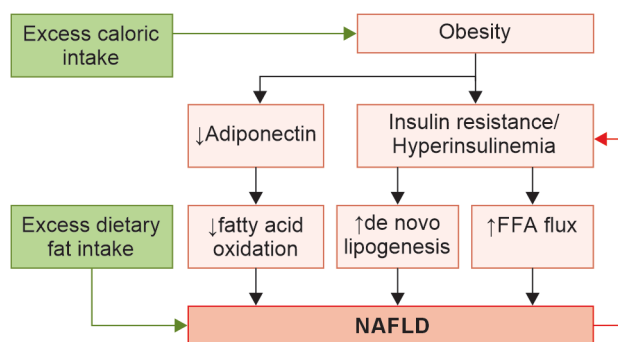 Excess caloric
intake
Obesity
↓Adiponectin
Insulin resistance/
Hyperinsulinemia
Excess dietary
fat intake
↓fatty acid
oxidation
↑de novo
lipogenesis
↑FFA flux
NAFLD